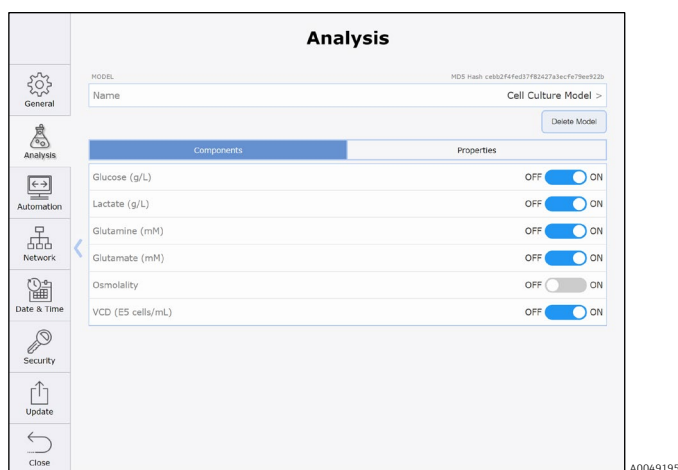 Analysis
General
Analysis
Automation
Network
Date & Time
Security
Update
Close
MODEL MD5 Hash cebb2f4fed37f82427a3ecfe79ee922b
Name Cell Culture Model >
Delete Model
Components Properties
Glucose (g/L) OFF ON
Lactate (g/L) OFF ON
Glutamine (mM) OFF ON
Glutamate (mM) OFF ON
Osmolality OFF ON
VCD (E5 cells/mL) OFF ON
A0049195